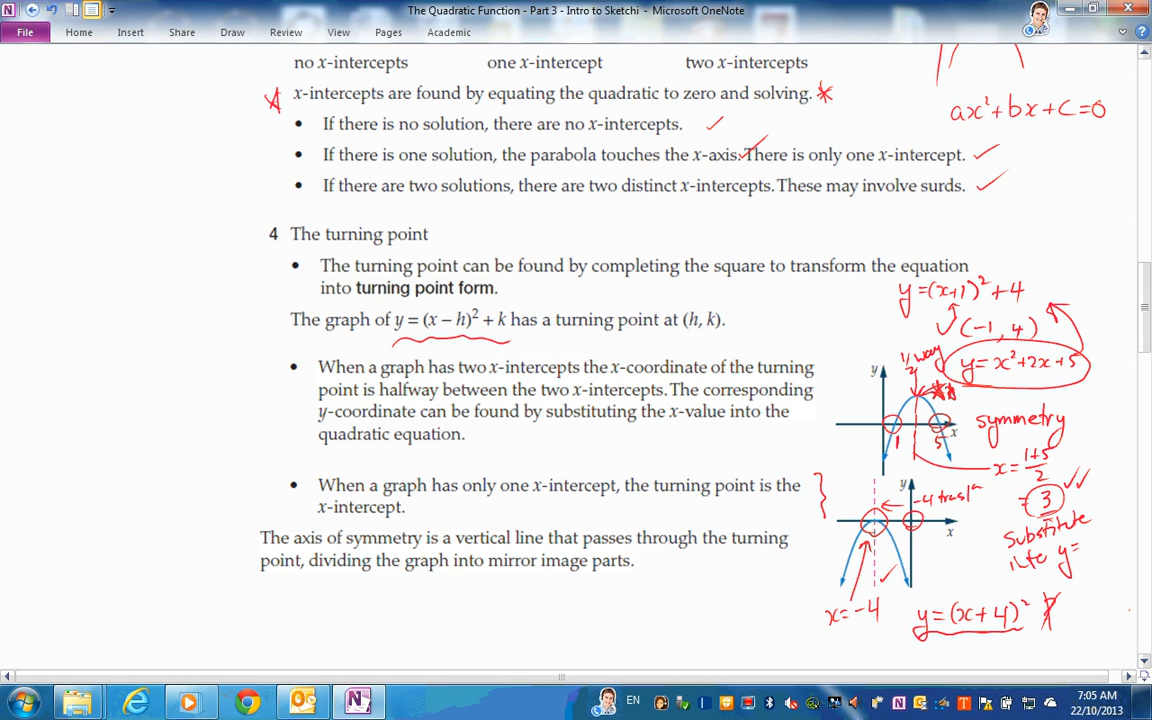 The Quadratic Function - Part 3 - Intro to Sketchi - Microsoft OneNote
File Home Insert Share Draw Review View Pages Academic
no x-intercepts one x-intercept two x-intercepts
x-intercepts are found by equating the quadratic to zero and solving.
ax²+bx+c=0
• If there is no solution, there are no x-intercepts.
• If there is one solution, the parabola touches the x-axis. There is only one x-intercept.
• If there are two solutions, there are two distinct x-intercepts. These may involve surds.
4 The turning point
• The turning point can be found by completing the square to transform the equation
into turning point form.
y=(x+1)²+4
The graph of y = (x − h)² + k has a turning point at (h, k).
(-1, 4)
y=x²+2x+5
• When a graph has two x-intercepts the x-coordinate of the turning
point is halfway between the two x-intercepts. The corresponding
y-coordinate can be found by substituting the x-value into the
quadratic equation.
1/2 way
y
x
1 5
symmetry
x=1+5/2
=3
substitute
into y=
• When a graph has only one x-intercept, the turning point is the
x-intercept.
y
x
The axis of symmetry is a vertical line that passes through the turning
point, dividing the graph into mirror image parts.
x=-4
y=(x+4)²
EN
7:05 AM
22/10/2013